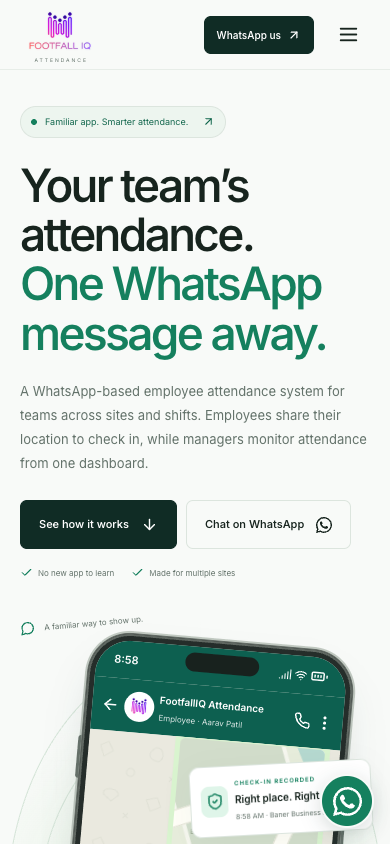 FOOTFALL IQ
ATTENDANCE
WhatsApp us
Familiar app. Smarter attendance.
Your team’s
attendance.
One WhatsApp
message away.
A WhatsApp-based employee attendance system for
teams across sites and shifts. Employees share their
location to check in, while managers monitor attendance
from one dashboard.
See how it works
Chat on WhatsApp
No new app to learn
Made for multiple sites
A familiar way to show up.
8:58
FootfallIQ Attendance
Employee · Aarav Patil
CHECK-IN RECORDED
Right place. Right
8:58 AM · Baner Business